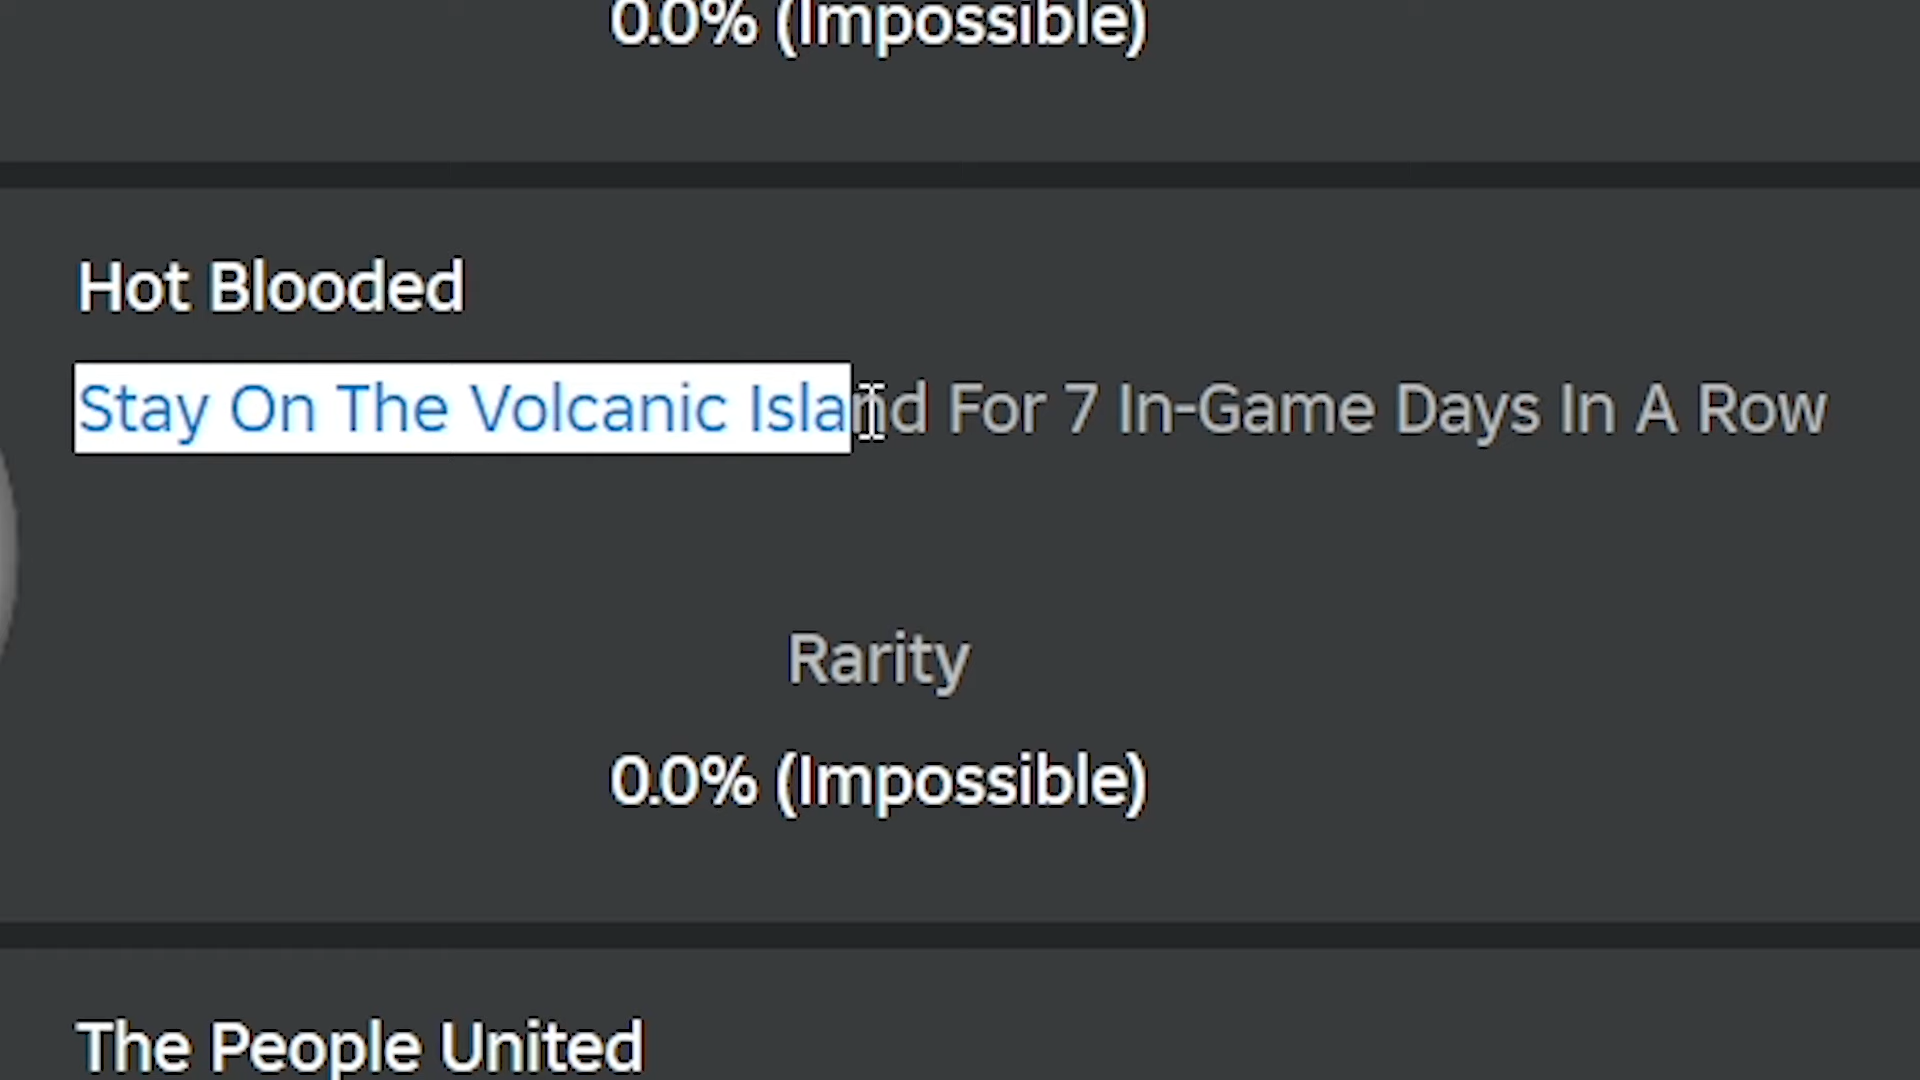 0.0% (Impossible)
Hot Blooded
Stay On The Volcanic Island For 7 In-Game Days In A Row
Rarity
0.0% (Impossible)
The People United